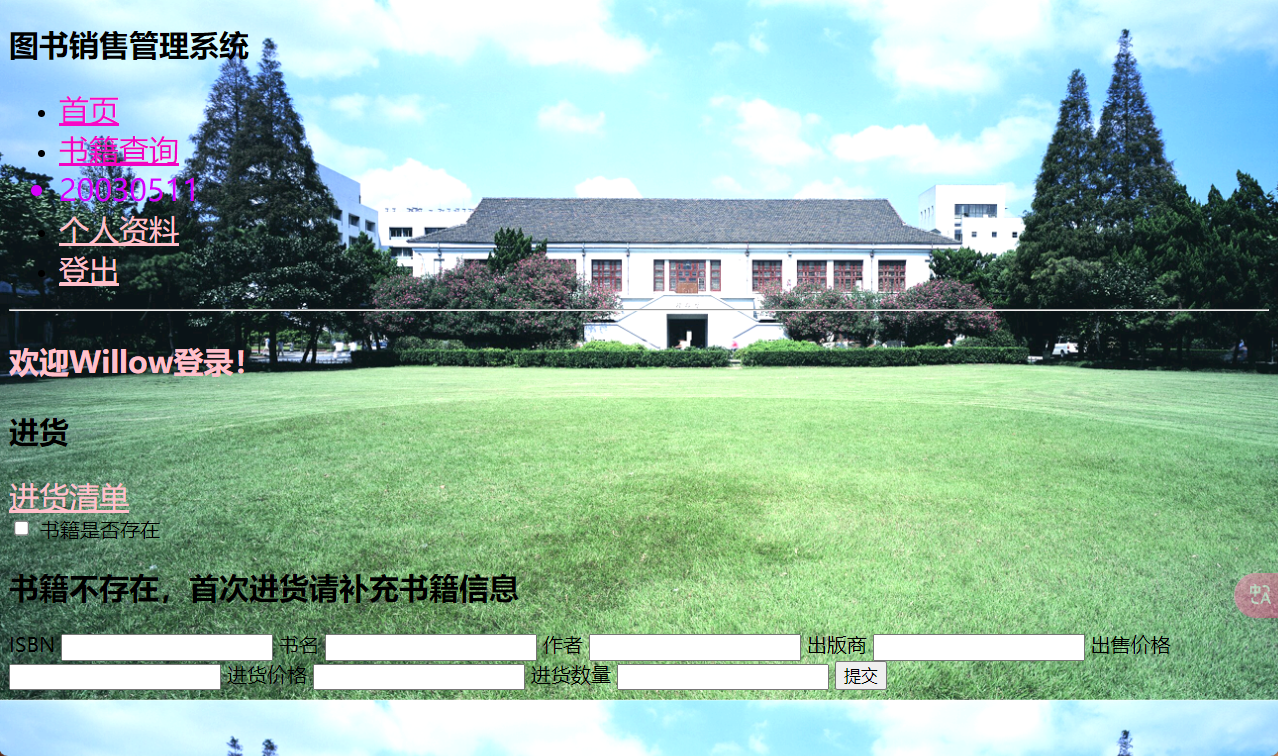 图书销售管理系统
首页
书籍查询
20030511
个人资料
登出
欢迎Willow登录!
进货
进货清单
书籍是否存在
书籍不存在，首次进货请补充书籍信息
ISBN 书名 作者 出版商 出售价格
进货价格 进货数量 提交